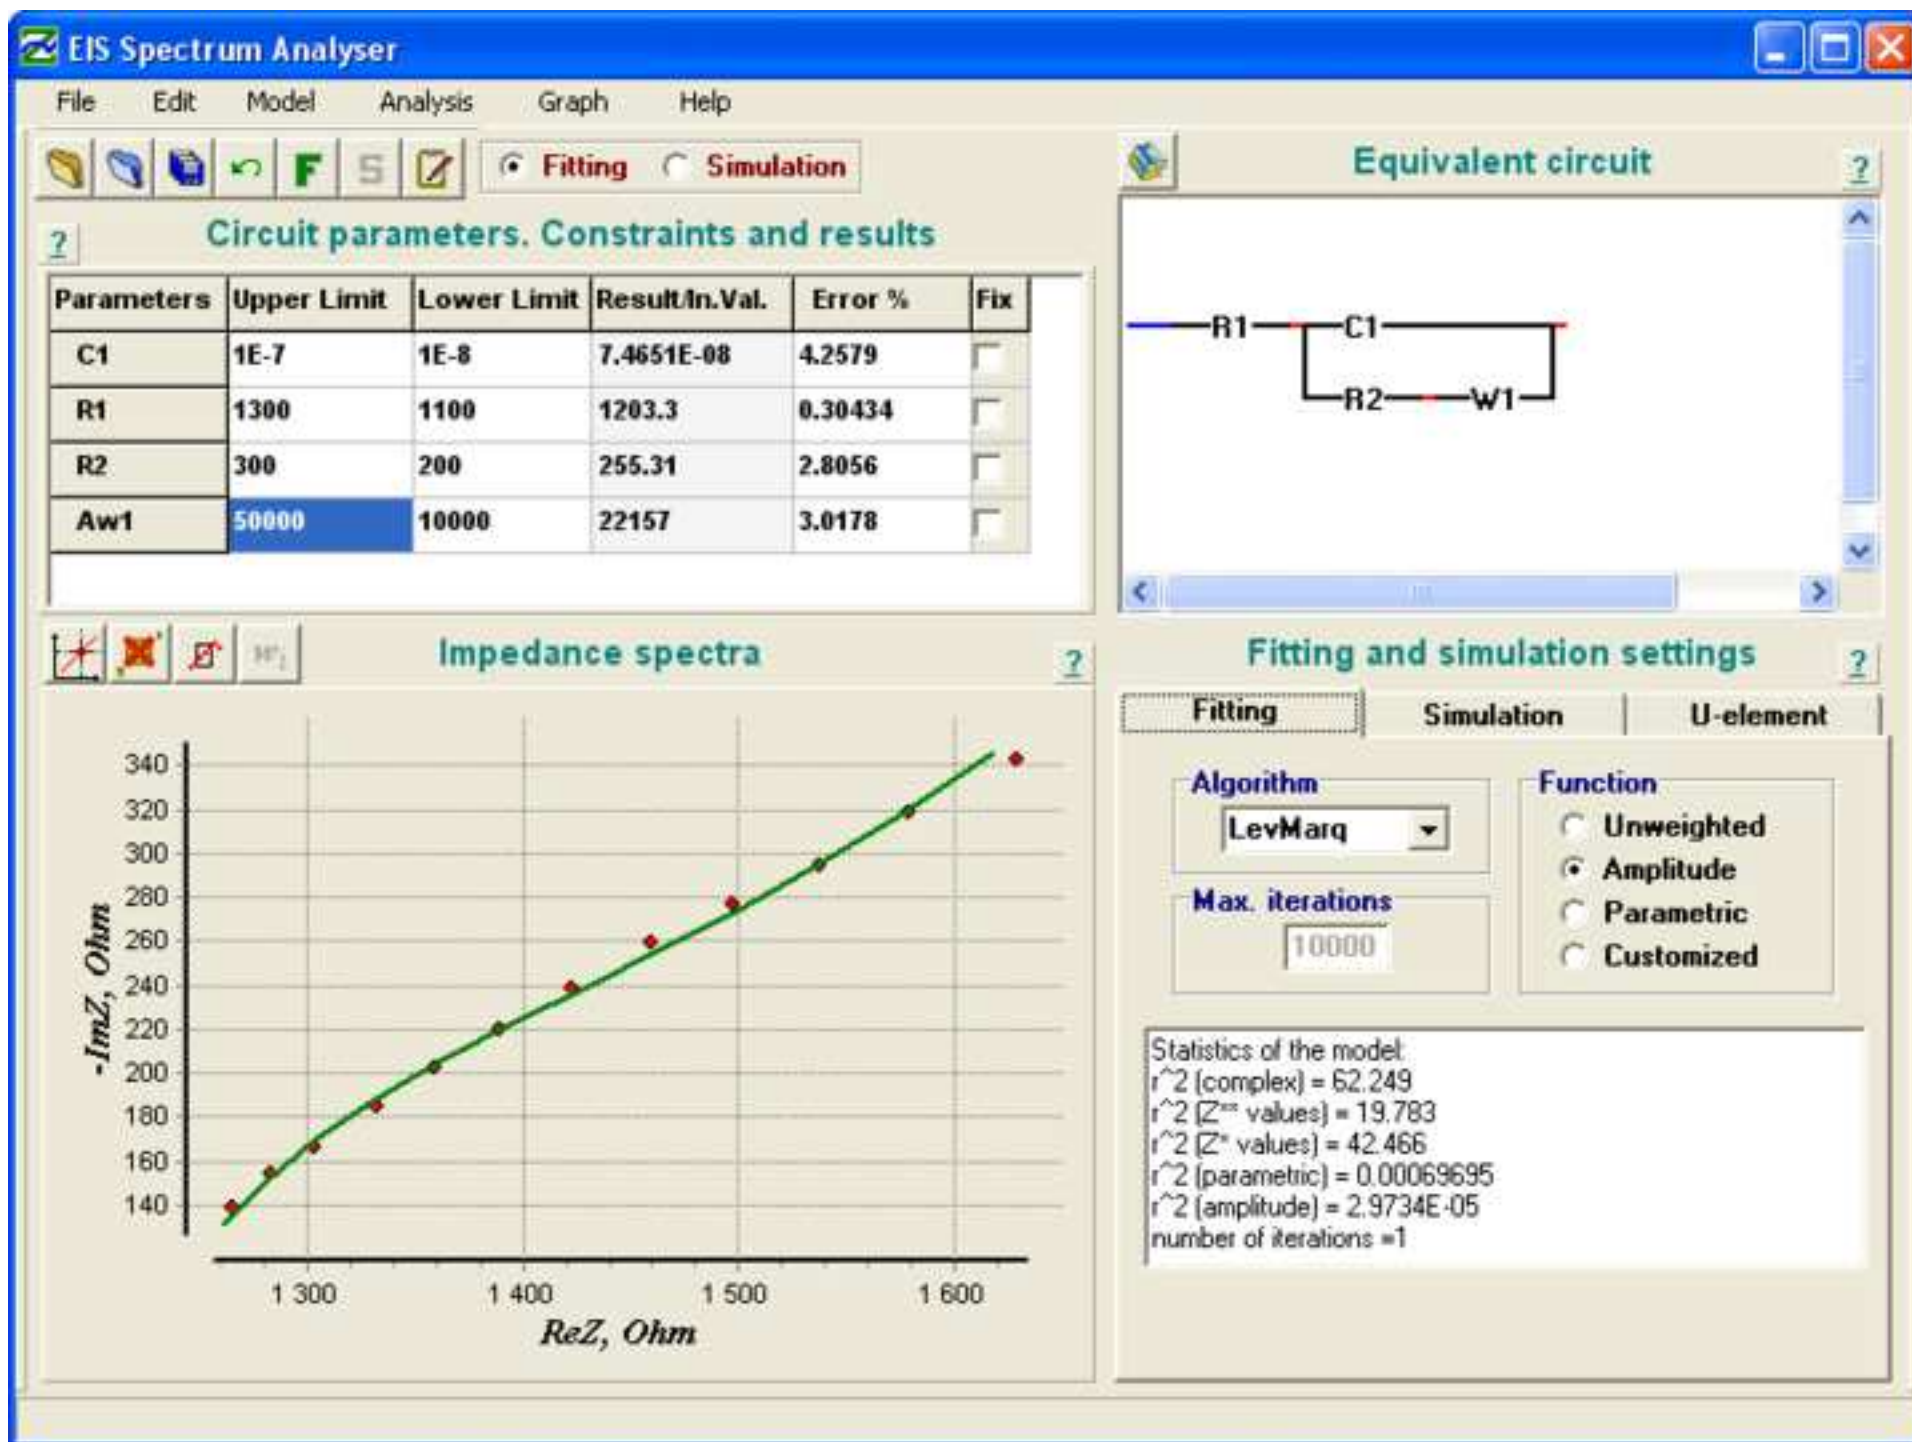 EIS Spectrum Analyser
File Edit Model Analysis Graph Help
F S Fitting Simulation
? Circuit parameters. Constraints and results
Parameters Upper Limit Lower Limit Result/In.Val. Error % Fix
C1 1E-7 1E-8 7.4651E-08 4.2579
R1 1300 1100 1203.3 0.30434
R2 300 200 255.31 2.8056
Aw1 50000 10000 22157 3.0178
Equivalent circuit ?
R1 C1
R2 W1
Impedance spectra ?
340
320
300
280
260
240
220
200
180
160
140
-ImZ, Ohm
1 300 1 400 1 500 1 600
ReZ, Ohm
Fitting and simulation settings ?
Fitting Simulation U-element
Algorithm
LevMarq
Max. iterations
10000
Function
Unweighted
Amplitude
Parametric
Customized
Statistics of the model:
r^2 (complex) = 62.249
r^2 (Z'' values) = 19.783
r^2 (Z' values) = 42.466
r^2 (parametric) = 0.00069695
r^2 (amplitude) = 2.9734E-05
number of iterations =1